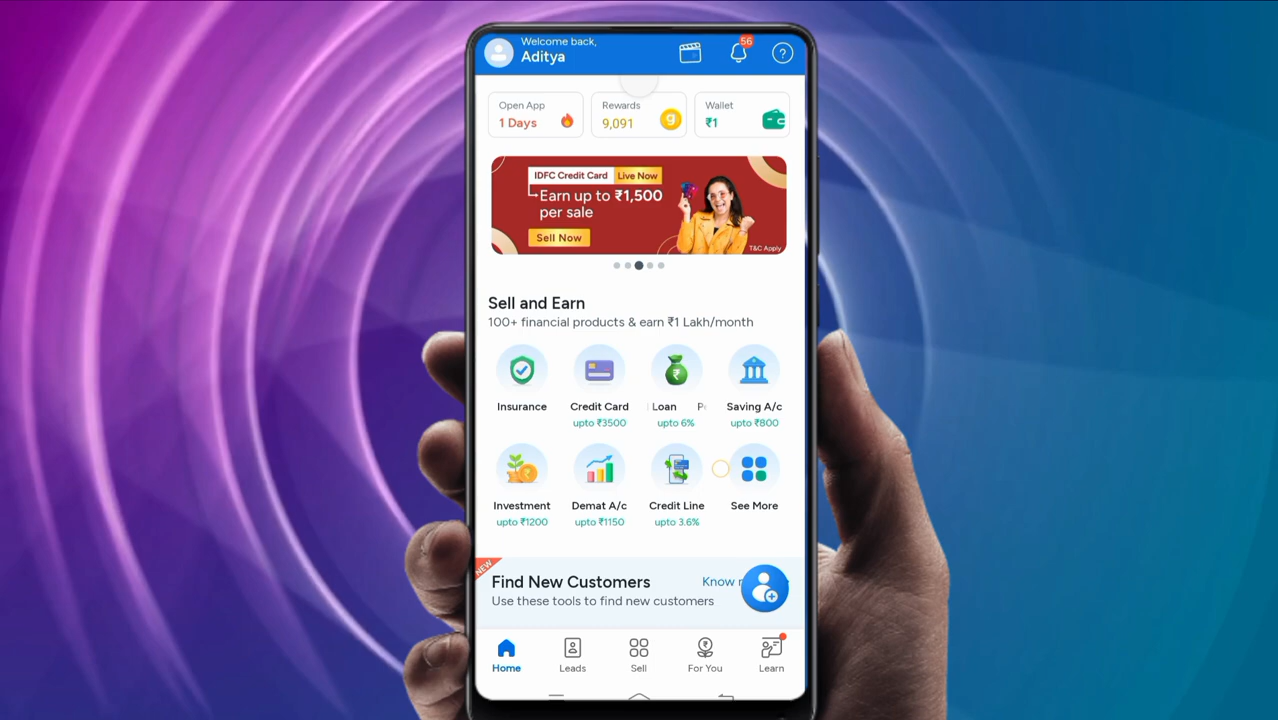 Welcome back,
Aditya
56
?
Open App
1 Days
Rewards
9,091
g
Wallet
₹1
IDFC Credit Card Live Now
Earn up to ₹1,500
per sale
Sell Now
T&C Apply
Sell and Earn
100+ financial products & earn ₹1 Lakh/month
Insurance
Credit Card
upto ₹3500
Loan
upto 6%
Saving A/c
upto ₹800
Investment
upto ₹1200
Demat A/c
upto ₹1150
Credit Line
upto 3.6%
See More
NEW
Find New Customers
Know
Use these tools to find new customers
Home
Leads
Sell
For You
Learn